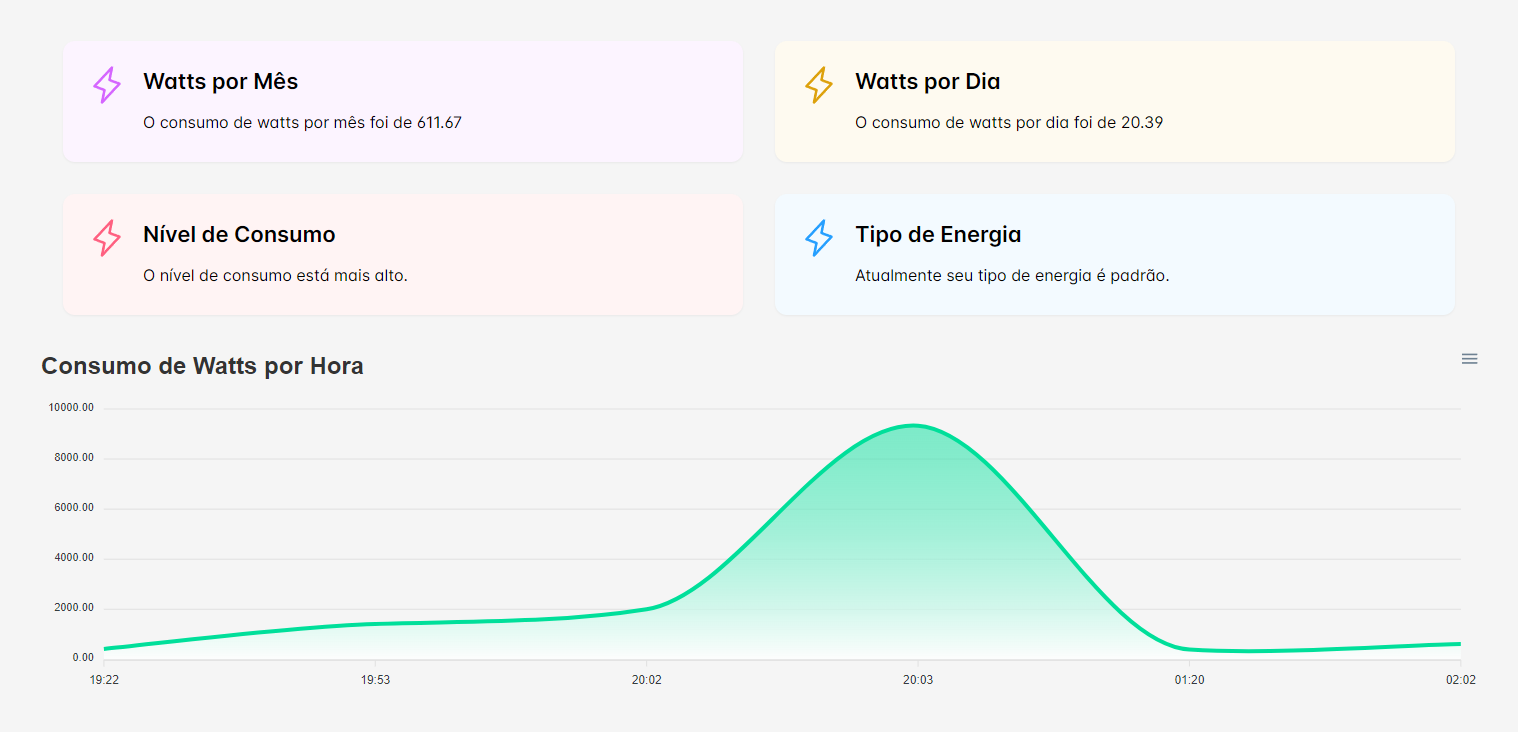 Watts por Mês
O consumo de watts por mês foi de 611.67
Watts por Dia
O consumo de watts por dia foi de 20.39
Nível de Consumo
O nível de consumo está mais alto.
Tipo de Energia
Atualmente seu tipo de energia é padrão.
Consumo de Watts por Hora
10000.00
8000.00
6000.00
4000.00
2000.00
0.00
19:22 19:53 20:02 20:03 01:20 02:02